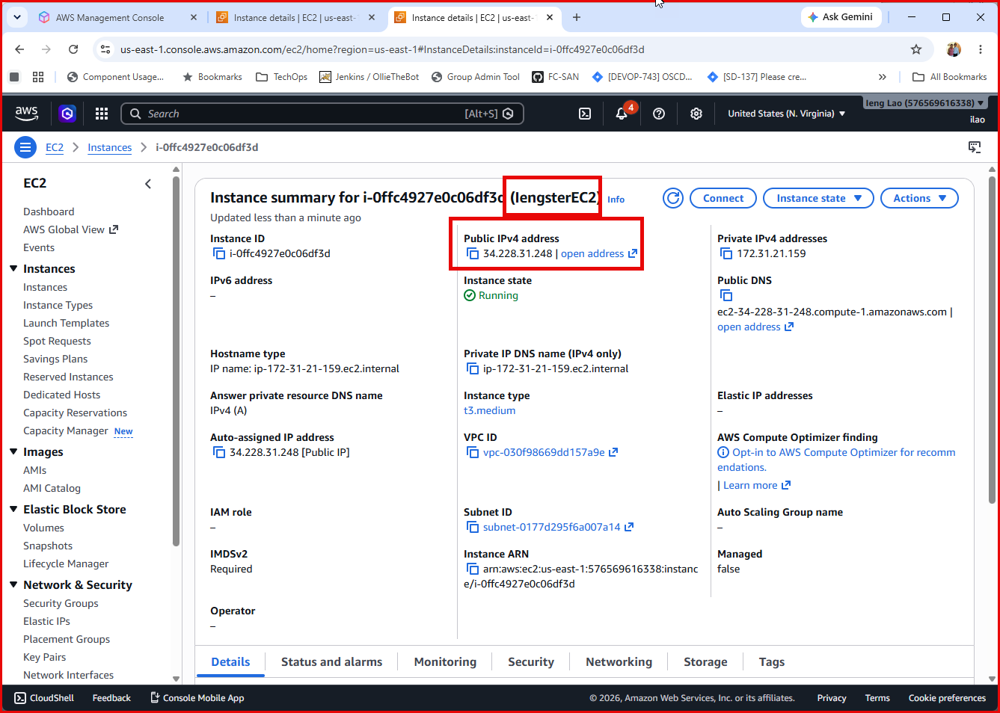 AWS Management Console
Instance details | EC2 | us-east-
Instance details | EC2 | us-east-
Ask Gemini
us-east-1.console.aws.amazon.com/ec2/home?region=us-east-1#InstanceDetails:instanceId=i-0ffc4927e0c06df3d
Component Usage...
Bookmarks
TechOps
Jenkins / OllieTheBot
Group Admin Tool
FC-SAN
[DEVOP-743] OSCD...
[SD-137] Please cre...
All Bookmarks
aws
Search
[Alt+S]
4
United States (N. Virginia)
Ieng Lao (576569616338)
ilao
EC2
Instances
i-0ffc4927e0c06df3d
EC2
Dashboard
AWS Global View
Events
Instances
Instances
Instance Types
Launch Templates
Spot Requests
Savings Plans
Reserved Instances
Dedicated Hosts
Capacity Reservations
Capacity Manager New
Images
AMIs
AMI Catalog
Elastic Block Store
Volumes
Snapshots
Lifecycle Manager
Network & Security
Security Groups
Elastic IPs
Placement Groups
Key Pairs
Network Interfaces
Instance summary for i-0ffc4927e0c06df3d (IengsterEC2) Info
Updated less than a minute ago
Connect
Instance state
Actions
Instance ID
i-0ffc4927e0c06df3d
Public IPv4 address
34.228.31.248 | open address
Private IPv4 addresses
172.31.21.159
IPv6 address
–
Instance state
Running
Public DNS
ec2-34-228-31-248.compute-1.amazonaws.com |
open address
Hostname type
IP name: ip-172-31-21-159.ec2.internal
Private IP DNS name (IPv4 only)
ip-172-31-21-159.ec2.internal
Answer private resource DNS name
IPv4 (A)
Instance type
t3.medium
Elastic IP addresses
–
Auto-assigned IP address
34.228.31.248 [Public IP]
VPC ID
vpc-030f98669dd157a9e
AWS Compute Optimizer finding
Opt-in to AWS Compute Optimizer for recomm
endations.
| Learn more
IAM role
–
Subnet ID
subnet-0177d295f6a007a14
Auto Scaling Group name
–
IMDSv2
Required
Instance ARN
arn:aws:ec2:us-east-1:576569616338:instanc
e/i-0ffc4927e0c06df3d
Managed
false
Operator
–
Details
Status and alarms
Monitoring
Security
Networking
Storage
Tags
CloudShell
Feedback
Console Mobile App
© 2026, Amazon Web Services, Inc. or its affiliates.
Privacy
Terms
Cookie preferences